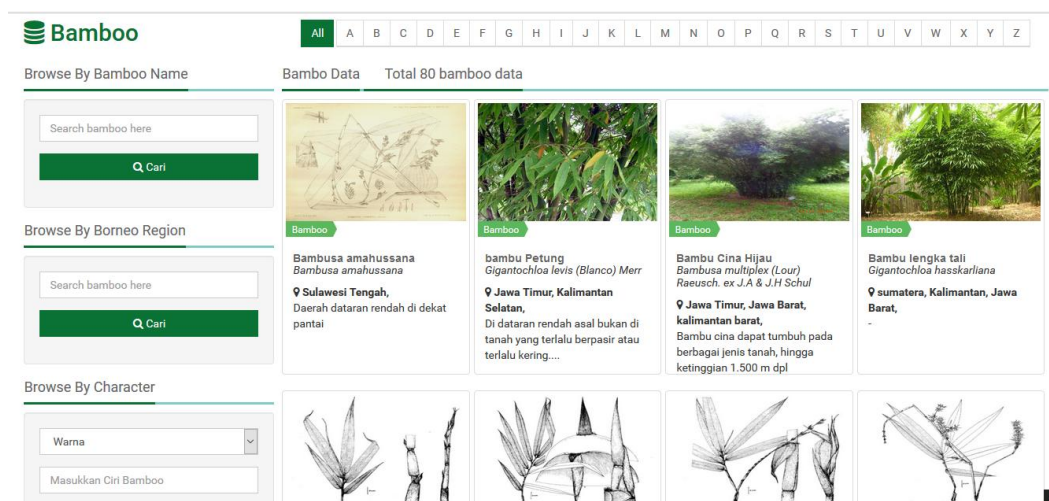 Bamboo
All A B C D E F G H I J K L M N O P Q R S T U V W X Y Z
Browse By Bamboo Name
Search bamboo here
Cari
Browse By Borneo Region
Search bamboo here
Cari
Browse By Character
Warna
Masukkan Ciri Bamboo
Bambo Data Total 80 bamboo data
Bamboo
Bambusa amahussana
Bambusa amahussana
Sulawesi Tengah,
Daerah dataran rendah di dekat
pantai
Bamboo
bambu Petung
Gigantochloa levis (Blanco) Merr
Jawa Timur, Kalimantan
Selatan,
Di dataran rendah asal bukan di
tanah yang terlalu berpasir atau
terlalu kering....
Bamboo
Bambu Cina Hijau
Bambusa multiplex (Lour)
Raeusch. ex J.A & J.H Schul
Jawa Timur, Jawa Barat,
kalimantan barat,
Bambu cina dapat tumbuh pada
berbagai jenis tanah, hingga
ketinggian 1.500 m dpl
Bamboo
Bambu lengka tali
Gigantochloa hasskarliana
sumatera, Kalimantan, Jawa
Barat,
-